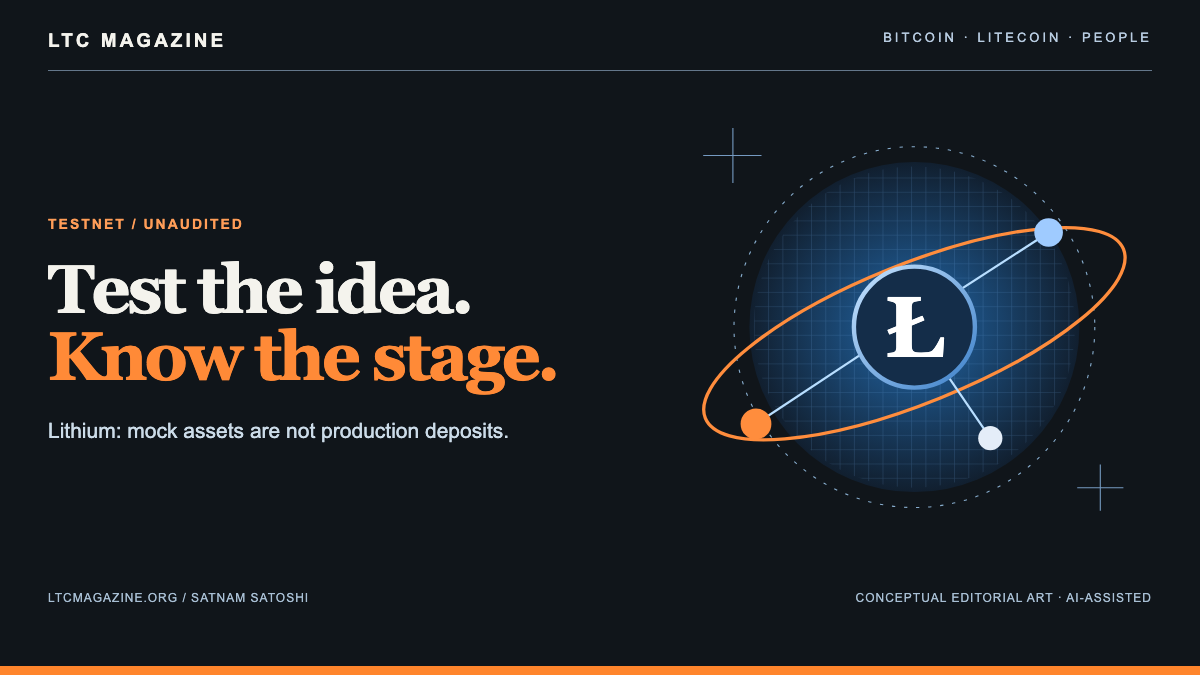 LTC MAGAZINE
BITCOIN · LITECOIN · PEOPLE
TESTNET / UNAUDITED
Test the idea.
Know the stage.
Lithium: mock assets are not production deposits.
Ł
LTCMAGAZINE.ORG / SATNAM SATOSHI
CONCEPTUAL EDITORIAL ART · AI-ASSISTED